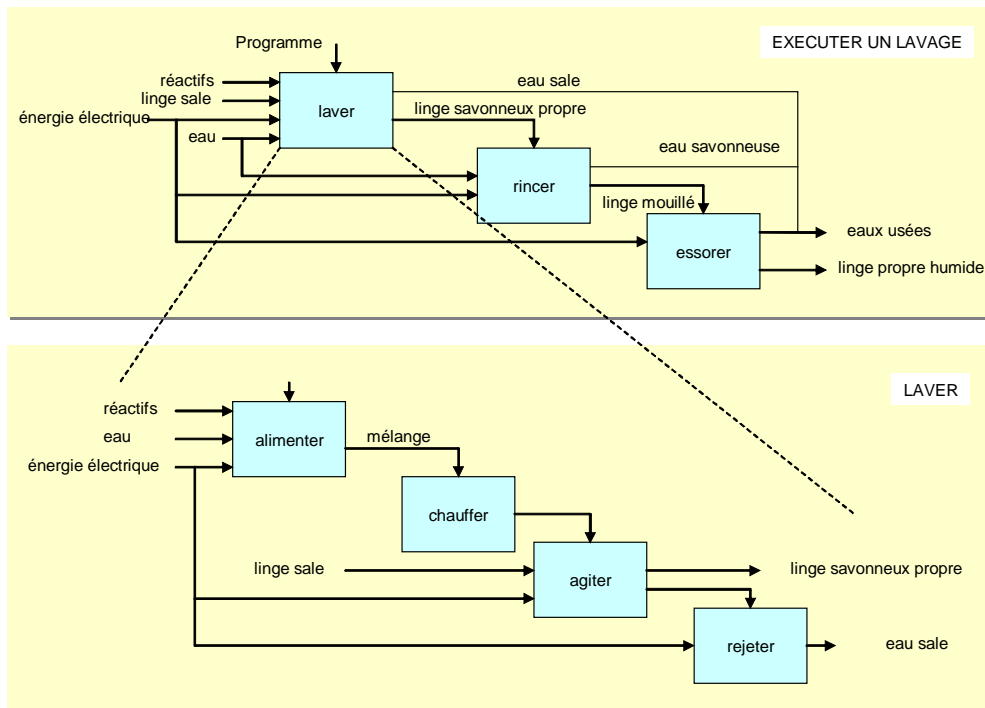 Programme
EXECUTER UN LAVAGE
réactifs
linge sale
énergie électrique
eau
laver
eau sale
linge savonneux propre
eau savonneuse
rincer
linge mouillé
essorer
eaux usées
linge propre humide
LAVER
réactifs
eau
énergie électrique
alimenter
mélange
chauffer
linge sale
agiter
linge savonneux propre
rejeter
eau sale